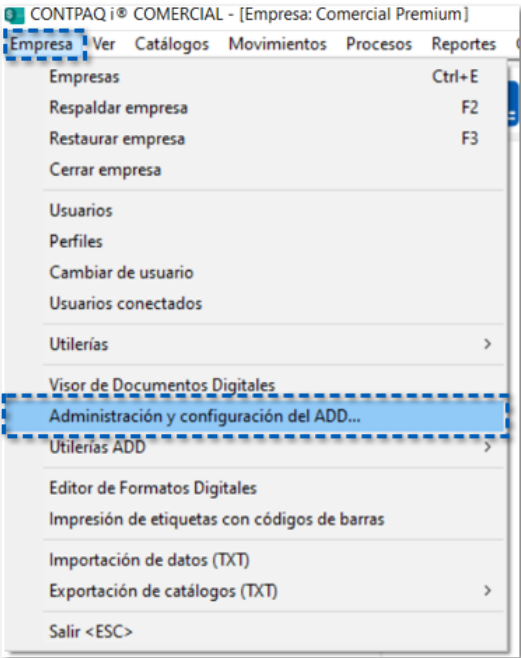 CONTPAQ i® COMERCIAL - [Empresa: Comercial Premium]
Empresa Ver Catálogos Movimientos Procesos Reportes
Empresas Ctrl+E
Respaldar empresa F2
Restaurar empresa F3
Cerrar empresa
Usuarios
Perfiles
Cambiar de usuario
Usuarios conectados
Utilerías >
Visor de Documentos Digitales
Administración y configuración del ADD...
Utilerías ADD >
Editor de Formatos Digitales
Impresión de etiquetas con códigos de barras
Importación de datos (TXT)
Exportación de catálogos (TXT) >
Salir <ESC>